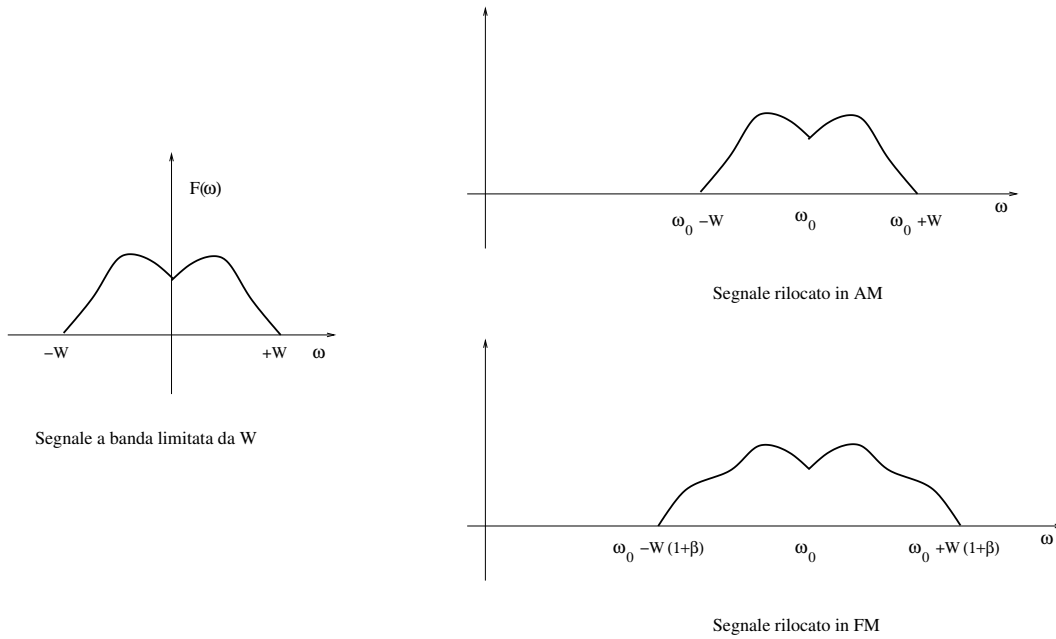 F(ω)
−W
+W
ω
Segnale a banda limitata da W
ω0 −W
ω0
ω0 +W
ω
Segnale rilocato in AM
ω0 −W (1+β)
ω0
ω0 +W (1+β)
ω
Segnale rilocato in FM